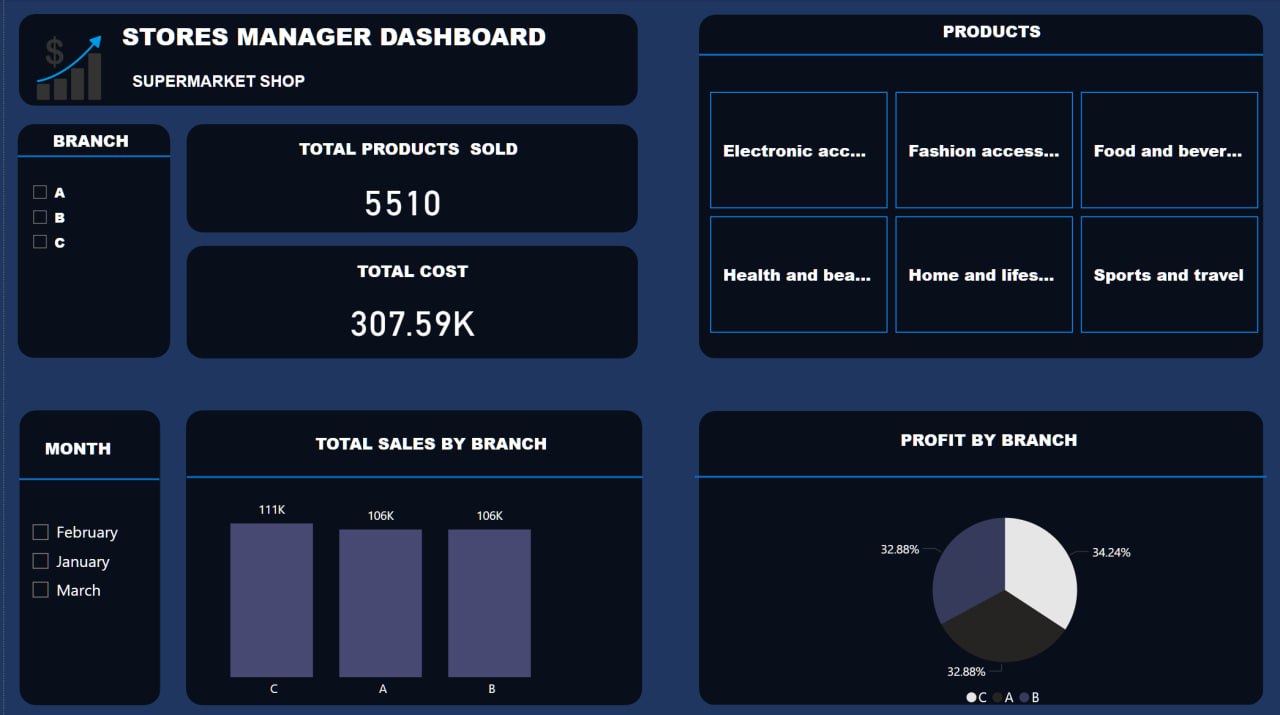 STORES MANAGER DASHBOARD
$
SUPERMARKET SHOP
BRANCH
A
B
C
TOTAL PRODUCTS SOLD
5510
TOTAL COST
307.59K
PRODUCTS
Electronic acc...
Fashion access...
Food and bever...
Health and bea...
Home and lifes...
Sports and travel
MONTH
February
January
March
TOTAL SALES BY BRANCH
111K
106K
106K
C
A
B
PROFIT BY BRANCH
32.88%
34.24%
32.88%
C A B